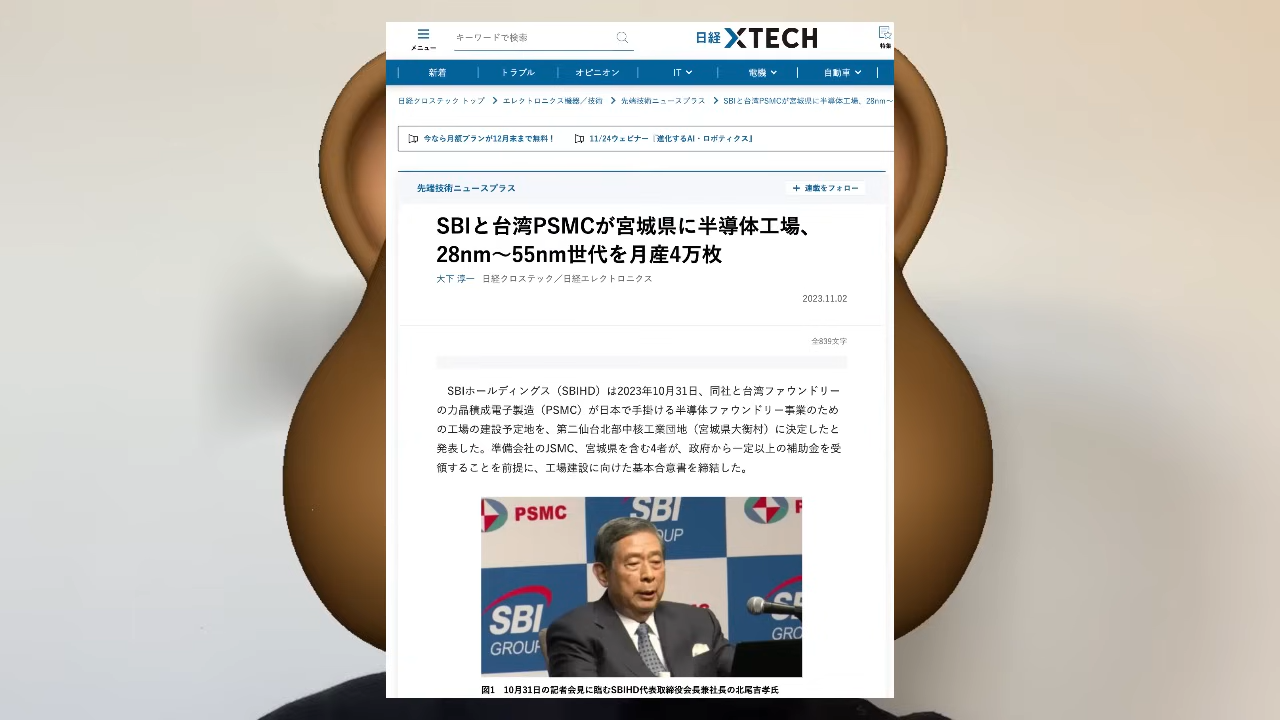 メニュー
キーワードで検索
日経 XTECH
特集
新着
トラブル
オピニオン
IT
電機
自動車
日経クロステック トップ
エレクトロニクス機器／技術
先端技術ニュースプラス
SBIと台湾PSMCが宮城県に半導体工場、28nm～
今なら月額プランが12月末まで無料！
11/24ウェビナー『進化するAI・ロボティクス』
先端技術ニュースプラス
＋ 連載をフォロー
SBIと台湾PSMCが宮城県に半導体工場、
28nm～55nm世代を月産4万枚
大下 淳一 日経クロステック／日経エレクトロニクス
2023.11.02
全839文字
SBIホールディングス（SBIHD）は2023年10月31日、同社と台湾ファウンドリー
の力晶積成電子製造（PSMC）が日本で手掛ける半導体ファウンドリー事業のため
の工場の建設予定地を、第二仙台北部中核工業団地（宮城県大衡村）に決定したと
発表した。準備会社のJSMC、宮城県を含む4者が、政府から一定以上の補助金を受
領することを前提に、工場建設に向けた基本合意書を締結した。
PSMC
SBI
GROUP
SBI
GROUP
SBI
図1 10月31日の記者会見に臨むSBIHD代表取締役会長兼社長の北尾吉孝氏